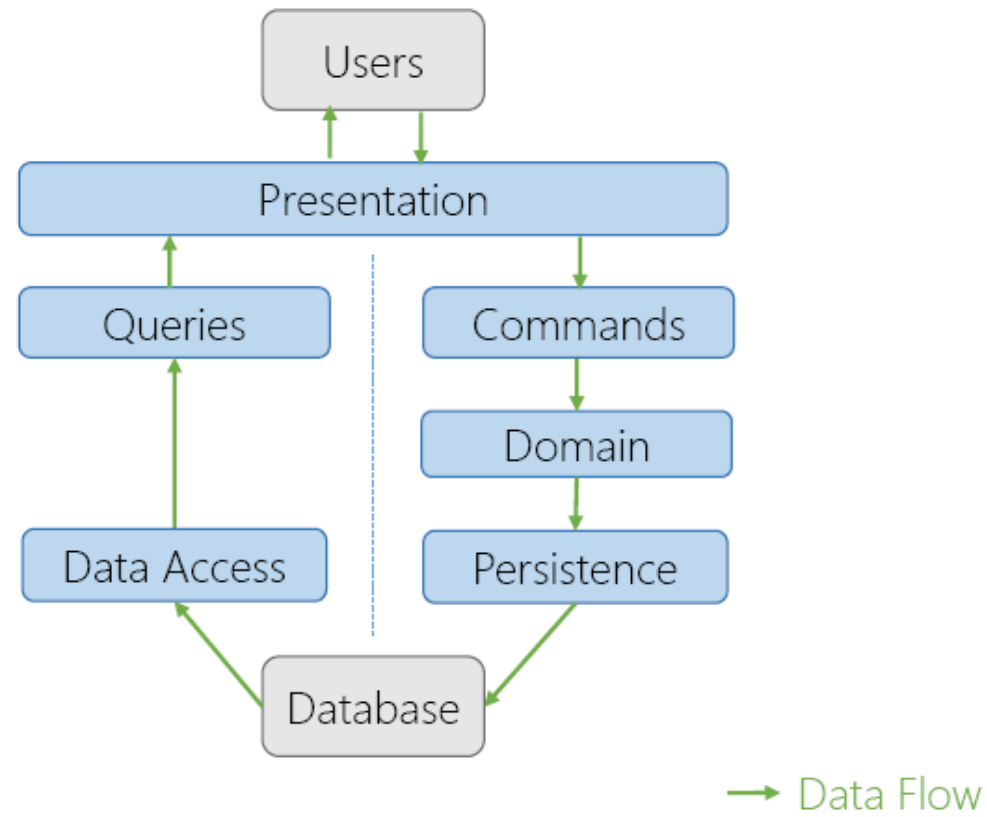 Users
Presentation
Queries
Commands
Domain
Data Access
Persistence
Database
Data Flow